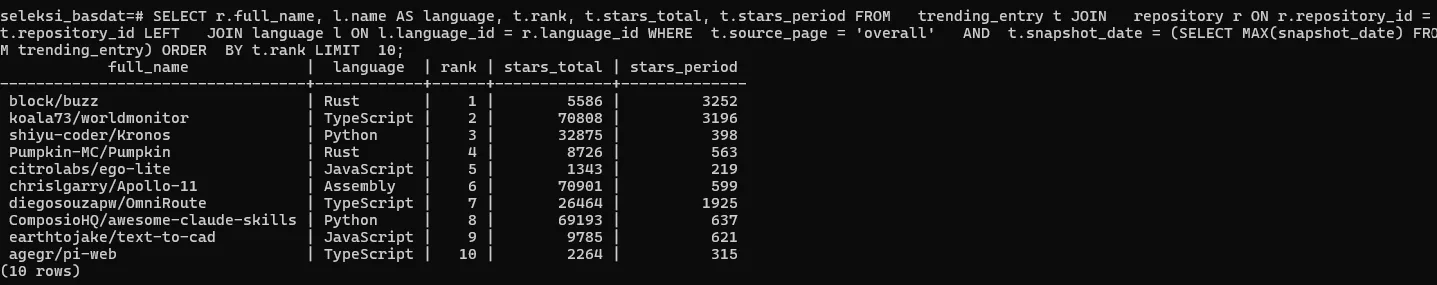 seleksi_basdat=# SELECT r.full_name, l.name AS language, t.rank, t.stars_total, t.stars_period FROM   trending_entry t JOIN   repository r ON r.repository_id =
t.repository_id LEFT   JOIN language l ON l.language_id = r.language_id WHERE  t.source_page = 'overall'   AND  t.snapshot_date = (SELECT MAX(snapshot_date) FRO
M trending_entry) ORDER  BY t.rank LIMIT  10;
            full_name            |  language  | rank | stars_total | stars_period
---------------------------------+------------+------+-------------+--------------
 block/buzz                      | Rust       |    1 |        5586 |         3252
 koala73/worldmonitor            | TypeScript |    2 |       70808 |         3196
 shiyu-coder/Kronos              | Python     |    3 |       32875 |          398
 Pumpkin-MC/Pumpkin              | Rust       |    4 |        8726 |          563
 citrolabs/ego-lite              | JavaScript |    5 |        1343 |          219
 chrislgarry/Apollo-11           | Assembly   |    6 |       70901 |          599
 diegosouzapw/OmniRoute          | TypeScript |    7 |       26464 |         1925
 ComposioHQ/awesome-claude-skills | Python     |    8 |       69193 |          637
 earthtojake/text-to-cad         | JavaScript |    9 |        9785 |          621
 agegr/pi-web                    | TypeScript |   10 |        2264 |          315
(10 rows)